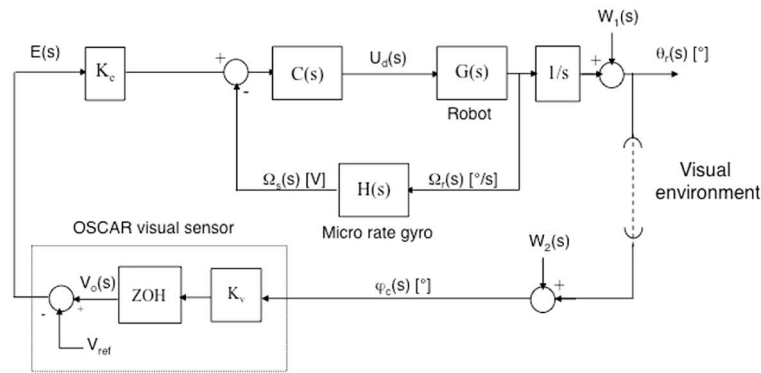 W₁(s)
E(s)
K_c
+
-
C(s)
U_d(s)
G(s)
Robot
1/s
+
θ_r(s) [°]
Ω_s(s) [V]
H(s)
Ω_r(s) [°/s]
Micro rate gyro
Visual
environment
OSCAR visual sensor
W₂(s)
V_o(s)
ZOH
K_v
φ_c(s) [°]
+
-
+
V_ref